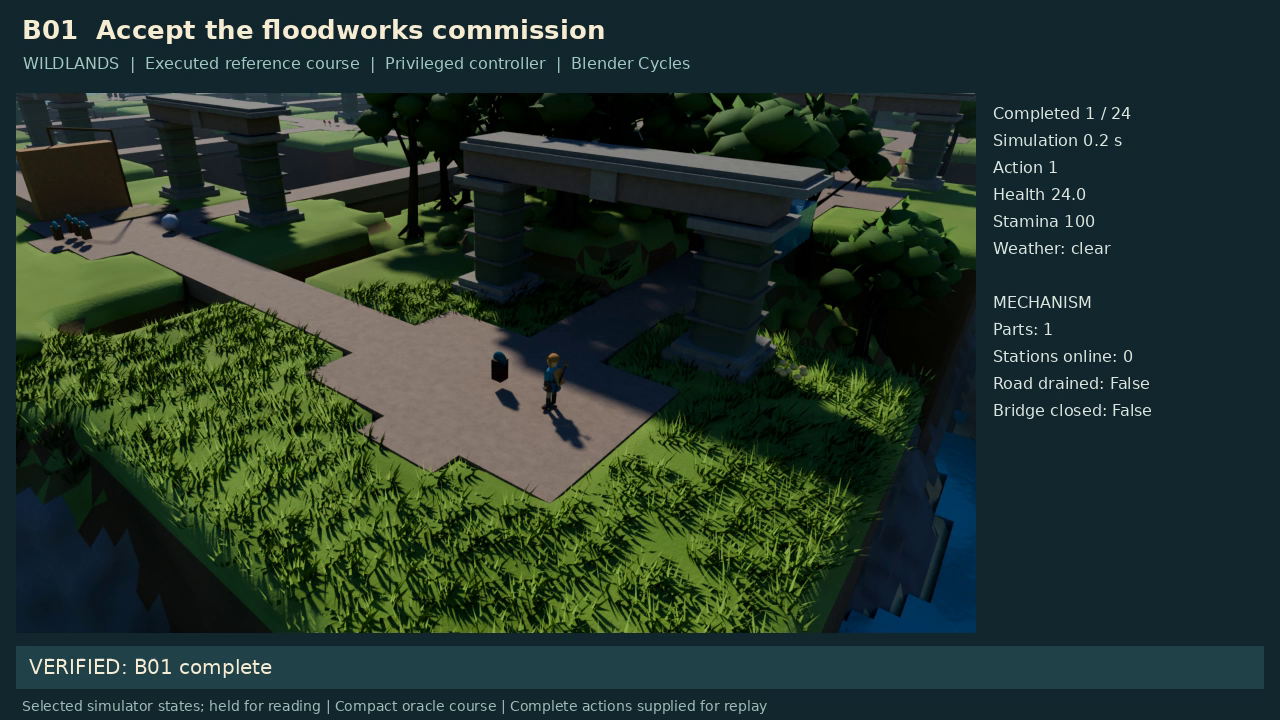 B01 Accept the floodworks commission
WILDLANDS | Executed reference course | Privileged controller | Blender Cycles
Completed 1 / 24
Simulation 0.2 s
Action 1
Health 24.0
Stamina 100
Weather: clear
MECHANISM
Parts: 1
Stations online: 0
Road drained: False
Bridge closed: False
VERIFIED: B01 complete
Selected simulator states; held for reading | Compact oracle course | Complete actions supplied for replay